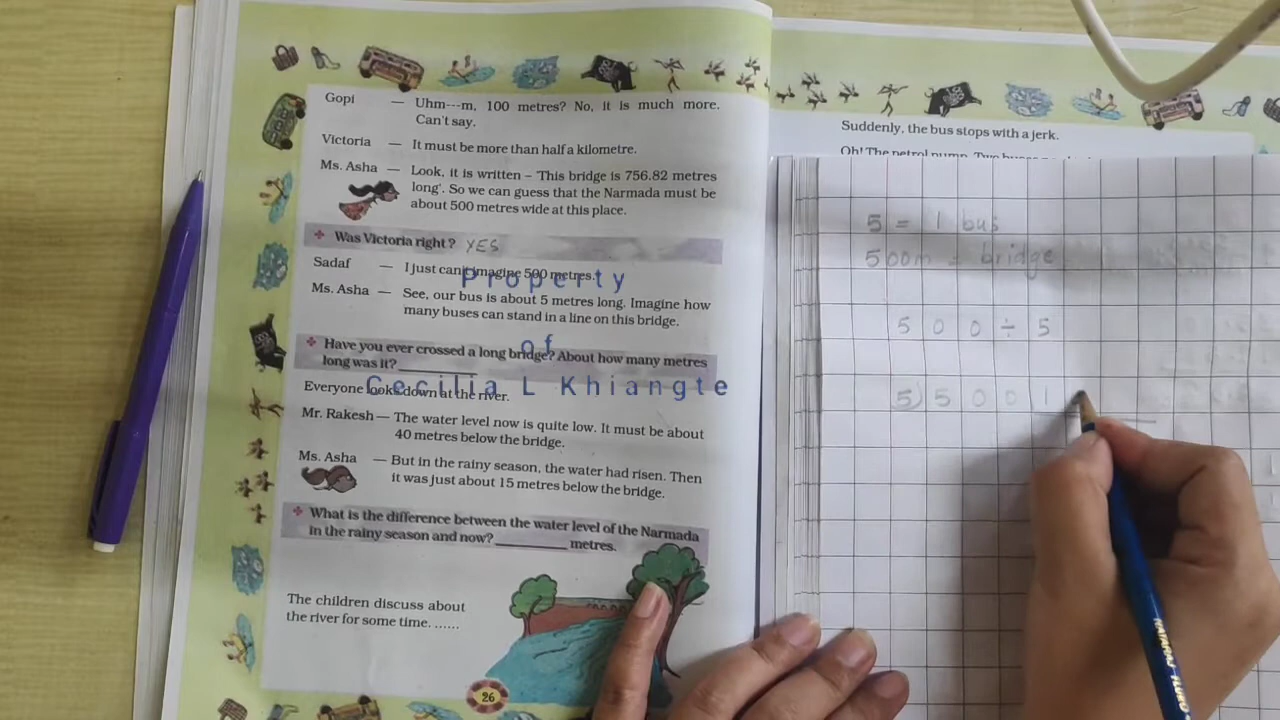 Gopi — Uhm---m, 100 metres? No, it is much more.
Can't say.
Victoria — It must be more than half a kilometre.
Ms. Asha — Look, it is written – 'This bridge is 756.82 metres
long'. So we can guess that the Narmada must be
about 500 metres wide at this place.
Was Victoria right? YES
Sadaf — I just can't imagine 500 metres.
Ms. Asha — See, our bus is about 5 metres long. Imagine how
many buses can stand in a line on this bridge.
Have you ever crossed a long bridge? About how many metres
long was it? __________
Everyone looks down at the river.
Mr. Rakesh — The water level now is quite low. It must be about
40 metres below the bridge.
Ms. Asha — But in the rainy season, the water had risen. Then
it was just about 15 metres below the bridge.
What is the difference between the water level of the Narmada
in the rainy season and now? __________ metres.
The children discuss about
the river for some time. ......
26
Property
of
Cecilia L Khiangte
Suddenly, the bus stops with a jerk.
Oh! The petrol pump.
5 = 1 bus
500m = bridge
500 ÷ 5
5) 500 1